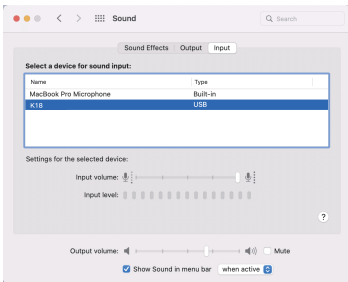 Sound
Search
Sound Effects Output Input
Select a device for sound input:
Name Type
MacBook Pro Microphone Built-in
K18 USB
Settings for the selected device:
Input volume:
Input level:
?
Output volume: Mute
Show Sound in menu bar when active